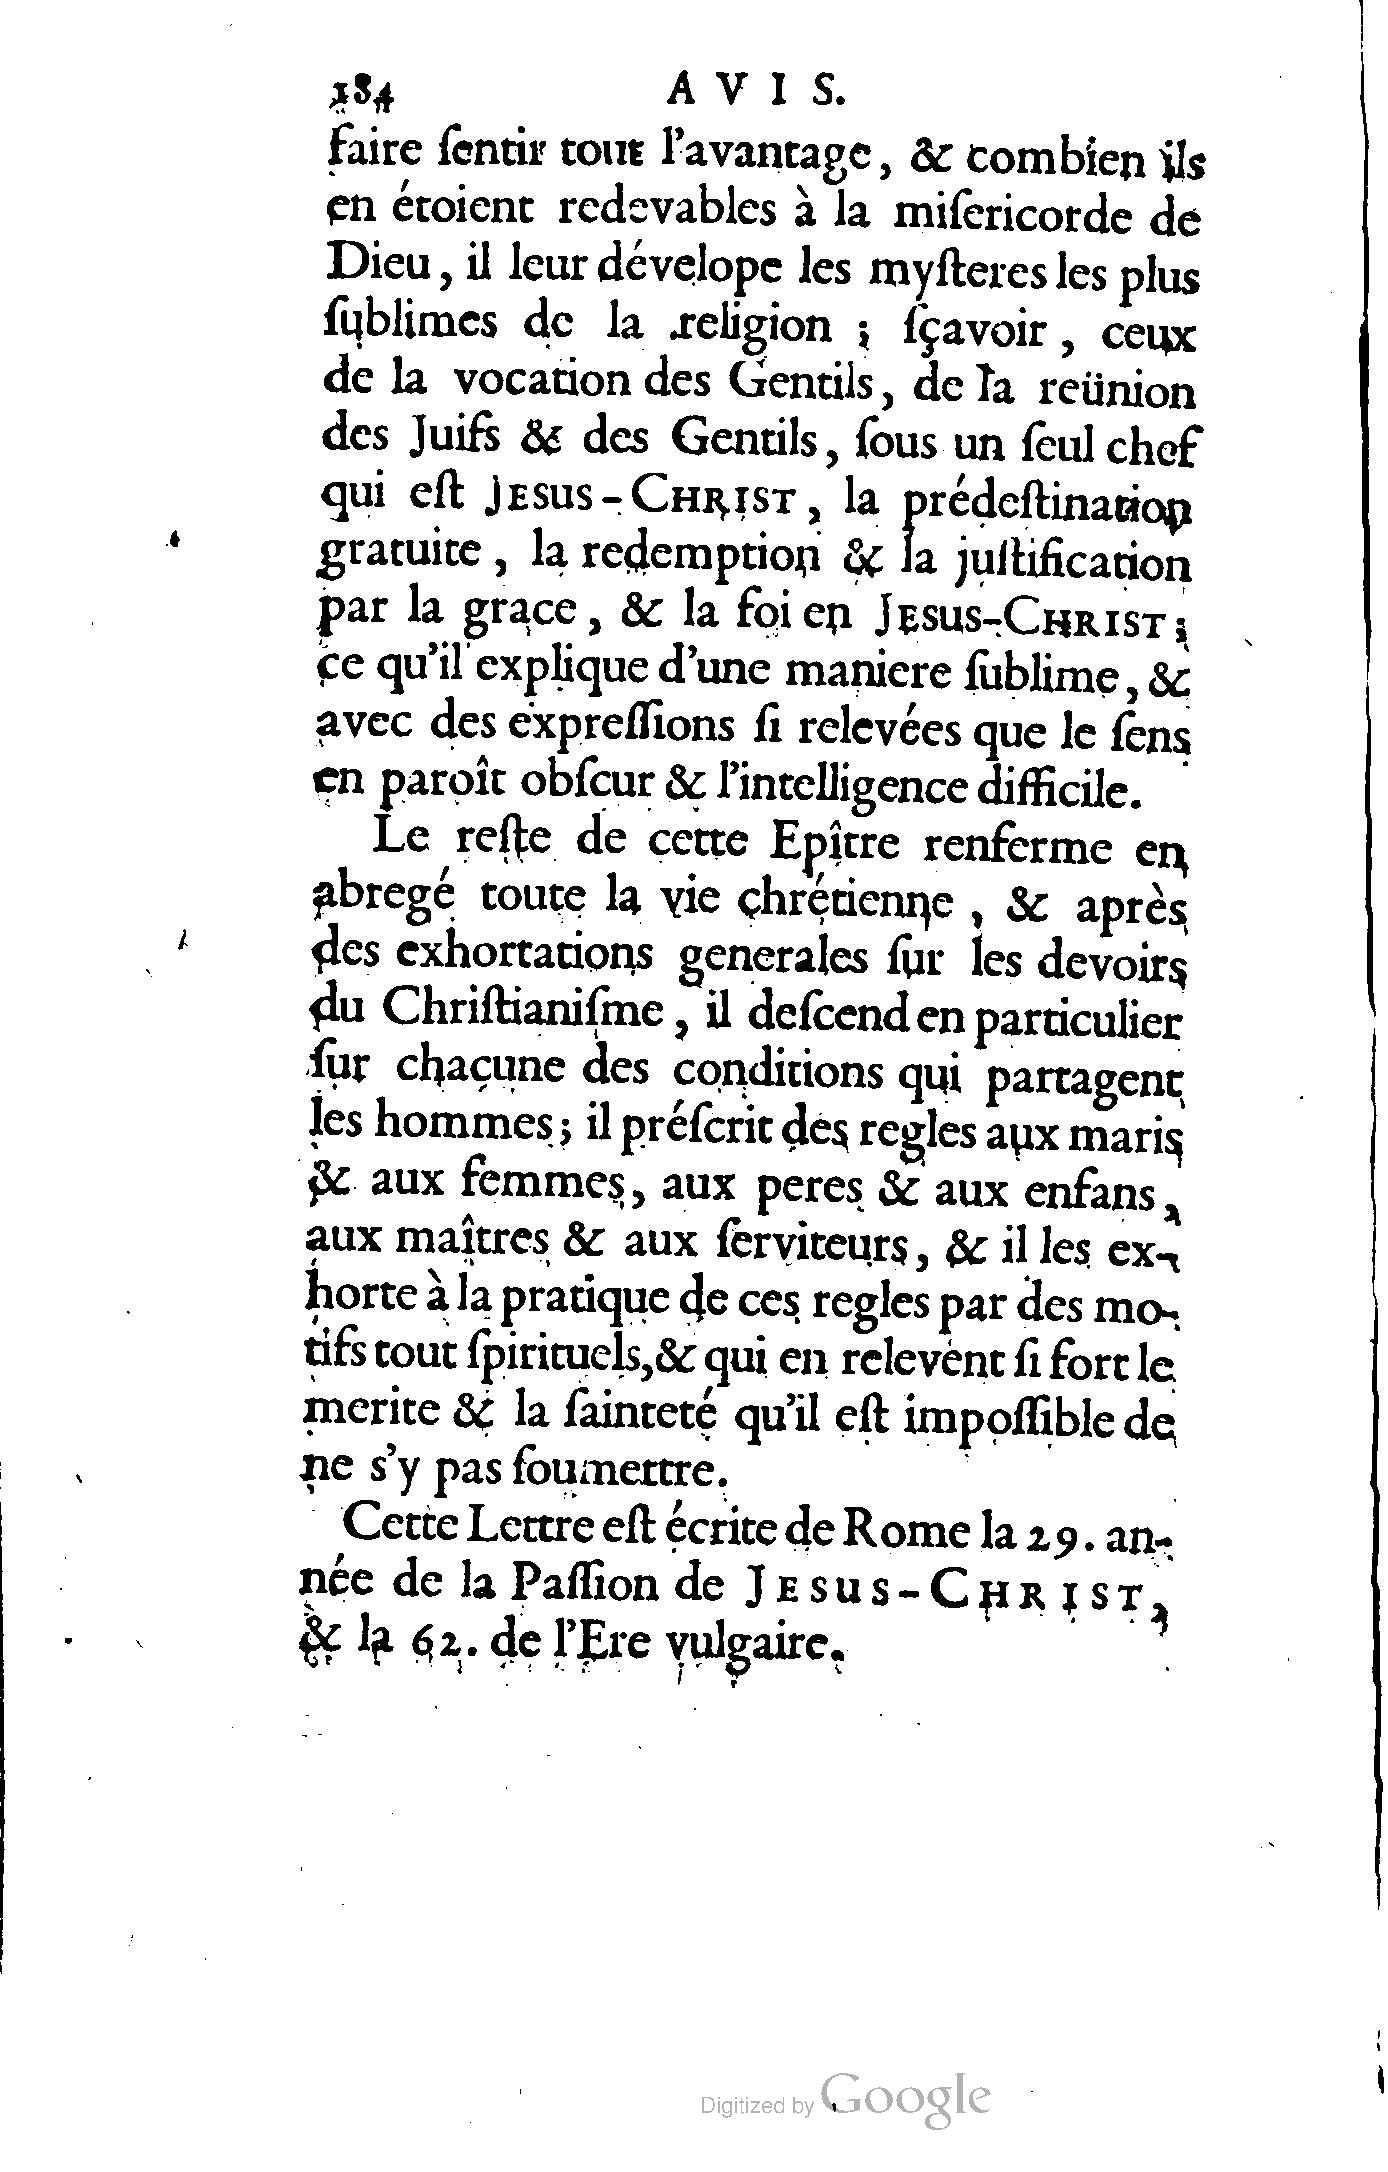 184 AVIS.
faire ſentir tout l'avantage, & combien ils
en étoient redevables à la miſericorde de
Dieu, il leur dévelope les myſteres les plus
ſublimes de la religion ; ſçavoir, ceux
de la vocation des Gentils, de la reünion
des Juifs & des Gentils, ſous un ſeul chef
qui eſt JESUS-CHRIST, la prédeſtination
gratuite, la redemption & la juſtification
par la grace, & la foi en JESUS-CHRIST;
ce qu'il explique d'une maniere ſublime, &
avec des expreſſions ſi relevées que le ſens
en paroît obſcur & l'intelligence difficile.
Le reſte de cette Epître renferme en
abregé toute la vie chrétienne, & après
des exhortations generales ſur les devoirs
du Chriſtianiſme, il deſcend en particulier
ſur chacune des conditions qui partagent
les hommes; il préſcrit des regles aux maris
& aux femmes, aux peres & aux enfans,
aux maîtres & aux ſerviteurs, & il les ex-
horte à la pratique de ces regles par des mo-
tifs tout ſpirituels, & qui en relevent ſi fort le
merite & la ſainteté qu'il eſt impoſſible de
ne s'y pas ſoumettre.
Cette Lettre eſt écrite de Rome la 29. an-
née de la Paſſion de JESUS-CHRIST,
& la 62. de l'Ere vulgaire.
Digitized by Google